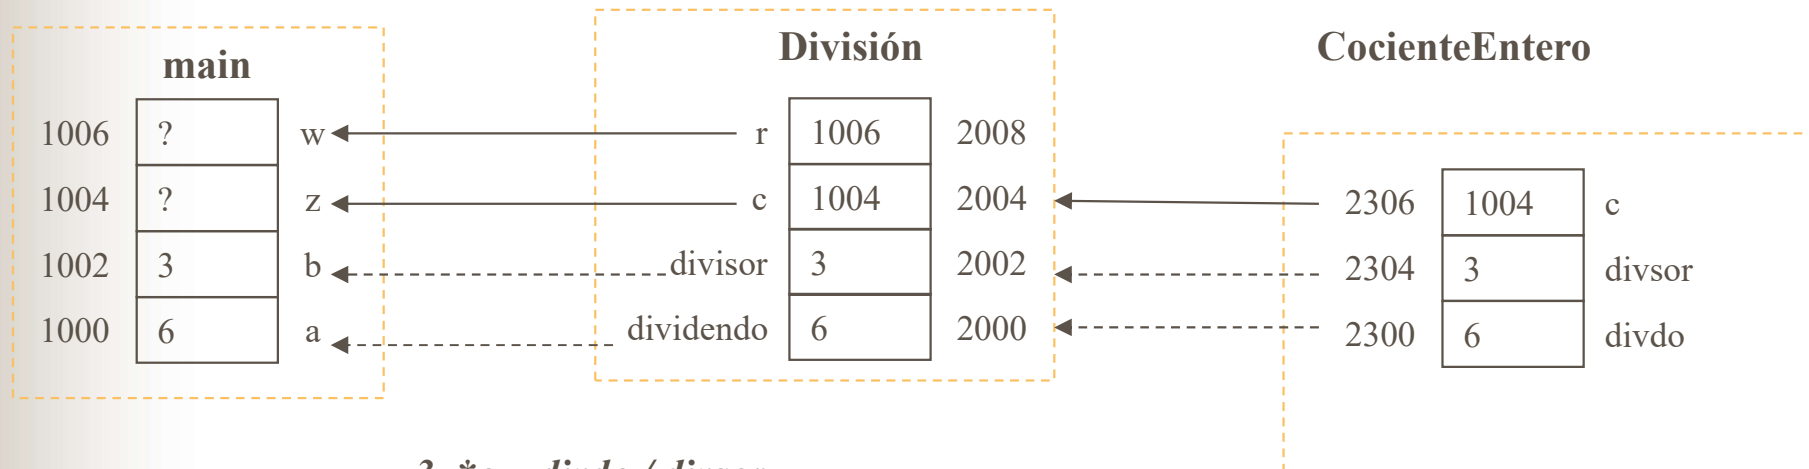 main
1006 ? w
1004 ? z
1002 3 b
1000 6 a
División
r 1006 2008
c 1004 2004
divisor 3 2002
dividendo 6 2000
CocienteEntero
2306 1004 c
2304 3 divsor
2300 6 divdo